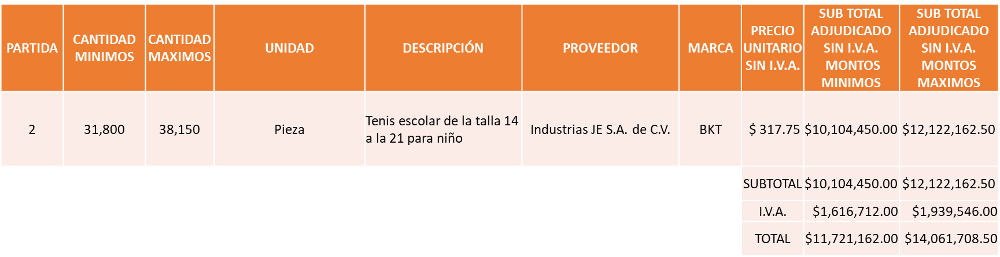 PARTIDA
CANTIDAD
MINIMOS
CANTIDAD
MAXIMOS
UNIDAD
DESCRIPCIÓN
PROVEEDOR
MARCA
PRECIO
UNITARIO
SIN I.V.A.
SUB TOTAL
ADJUDICADO
SIN I.V.A.
MONTOS
MINIMOS
SUB TOTAL
ADJUDICADO
SIN I.V.A.
MONTOS
MAXIMOS
2
31,800
38,150
Pieza
Tenis escolar de la talla 14
a la 21 para niño
Industrias JE S.A. de C.V.
BKT
$ 317.75
$10,104,450.00
$12,122,162.50
SUBTOTAL
$10,104,450.00
$12,122,162.50
I.V.A.
$1,616,712.00
$1,939,546.00
TOTAL
$11,721,162.00
$14,061,708.50